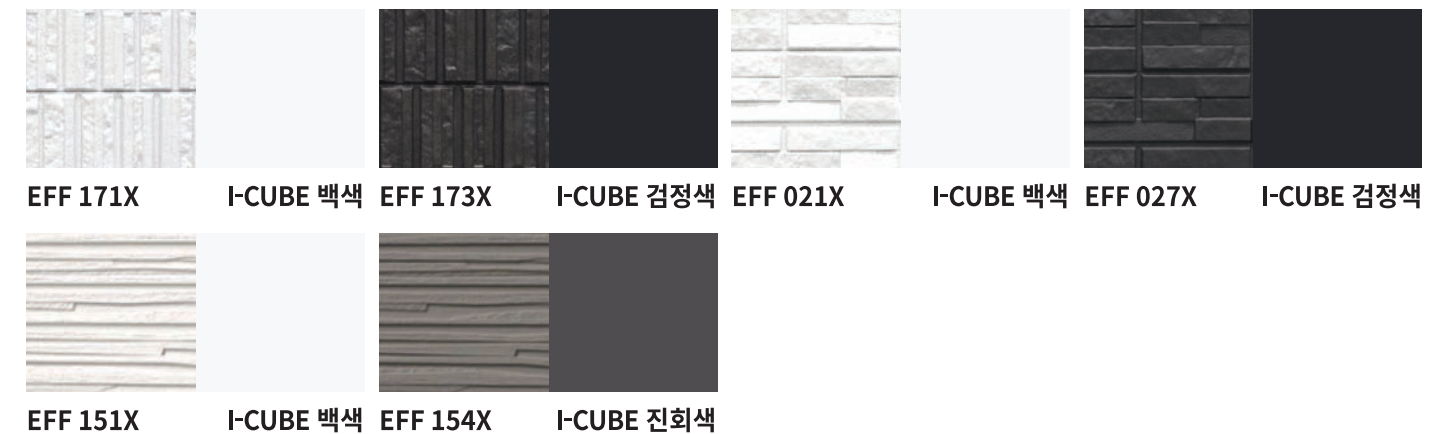 EFF 171X I-CUBE 백색 EFF 173X I-CUBE 검정색 EFF 021X I-CUBE 백색 EFF 027X I-CUBE 검정색
EFF 151X I-CUBE 백색 EFF 154X I-CUBE 진회색